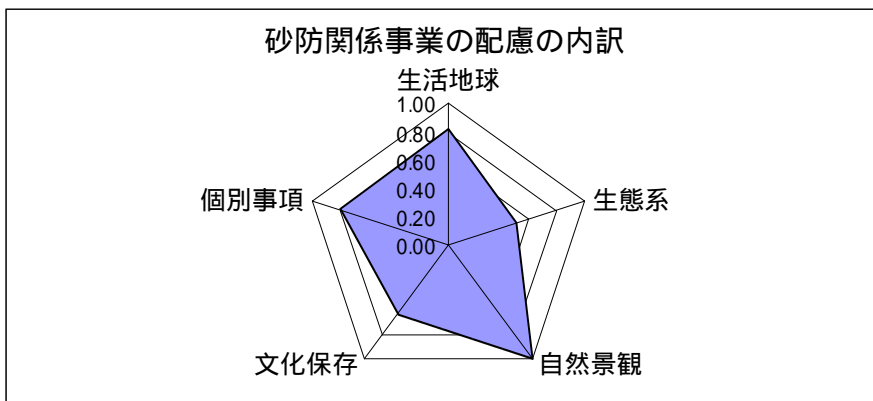 砂防関係事業の配慮の内訳
生活地球
1.00
0.80
0.60
0.40
0.20
0.00
個別事項
生態系
文化保存
自然景観